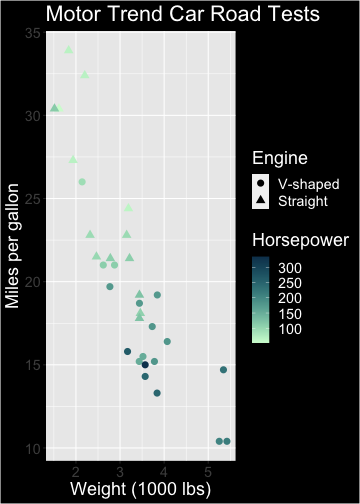 Motor Trend Car Road Tests
35
30
25
20
15
10
Miles per gallon
2 3 4 5
Weight (1000 lbs)
Engine
V-shaped
Straight
Horsepower
300
250
200
150
100